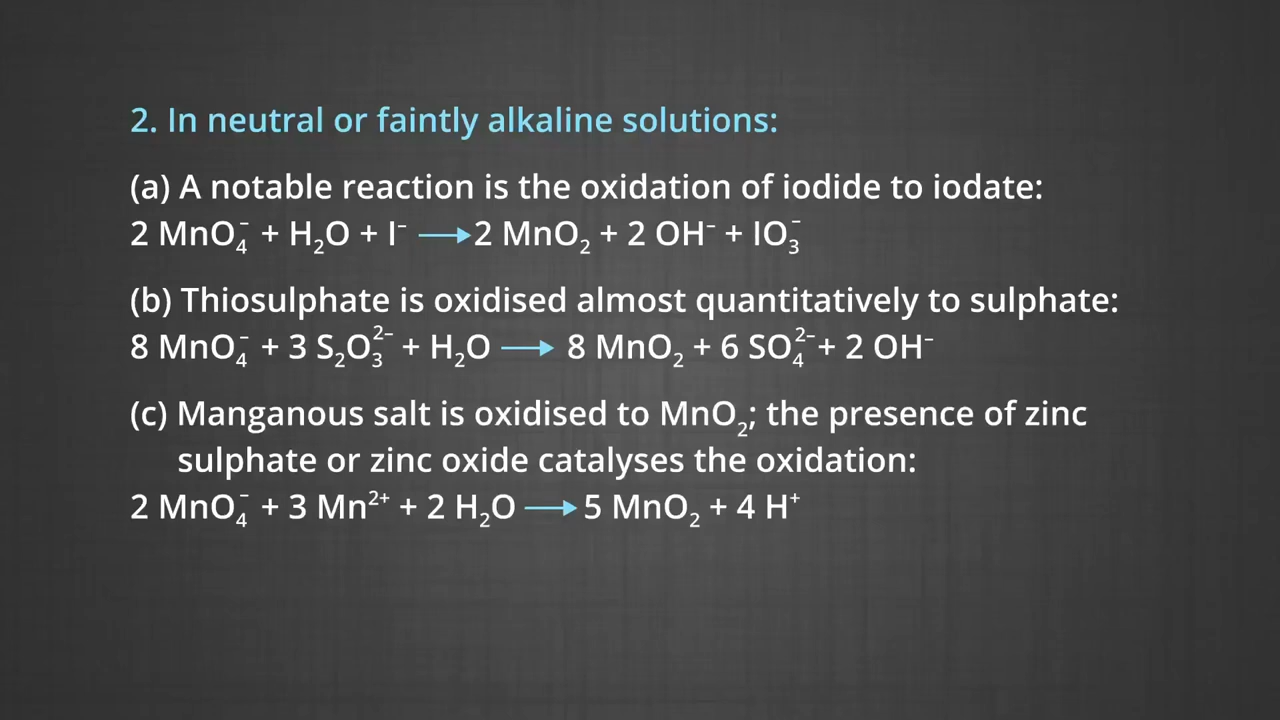 2. In neutral or faintly alkaline solutions:
(a) A notable reaction is the oxidation of iodide to iodate:
2 MnO₄⁻ + H₂O + I⁻ ⟶ 2 MnO₂ + 2 OH⁻ + IO₃⁻
(b) Thiosulphate is oxidised almost quantitatively to sulphate:
8 MnO₄⁻ + 3 S₂O₃²⁻ + H₂O ⟶ 8 MnO₂ + 6 SO₄²⁻ + 2 OH⁻
(c) Manganous salt is oxidised to MnO₂; the presence of zinc
sulphate or zinc oxide catalyses the oxidation:
2 MnO₄⁻ + 3 Mn²⁺ + 2 H₂O ⟶ 5 MnO₂ + 4 H⁺